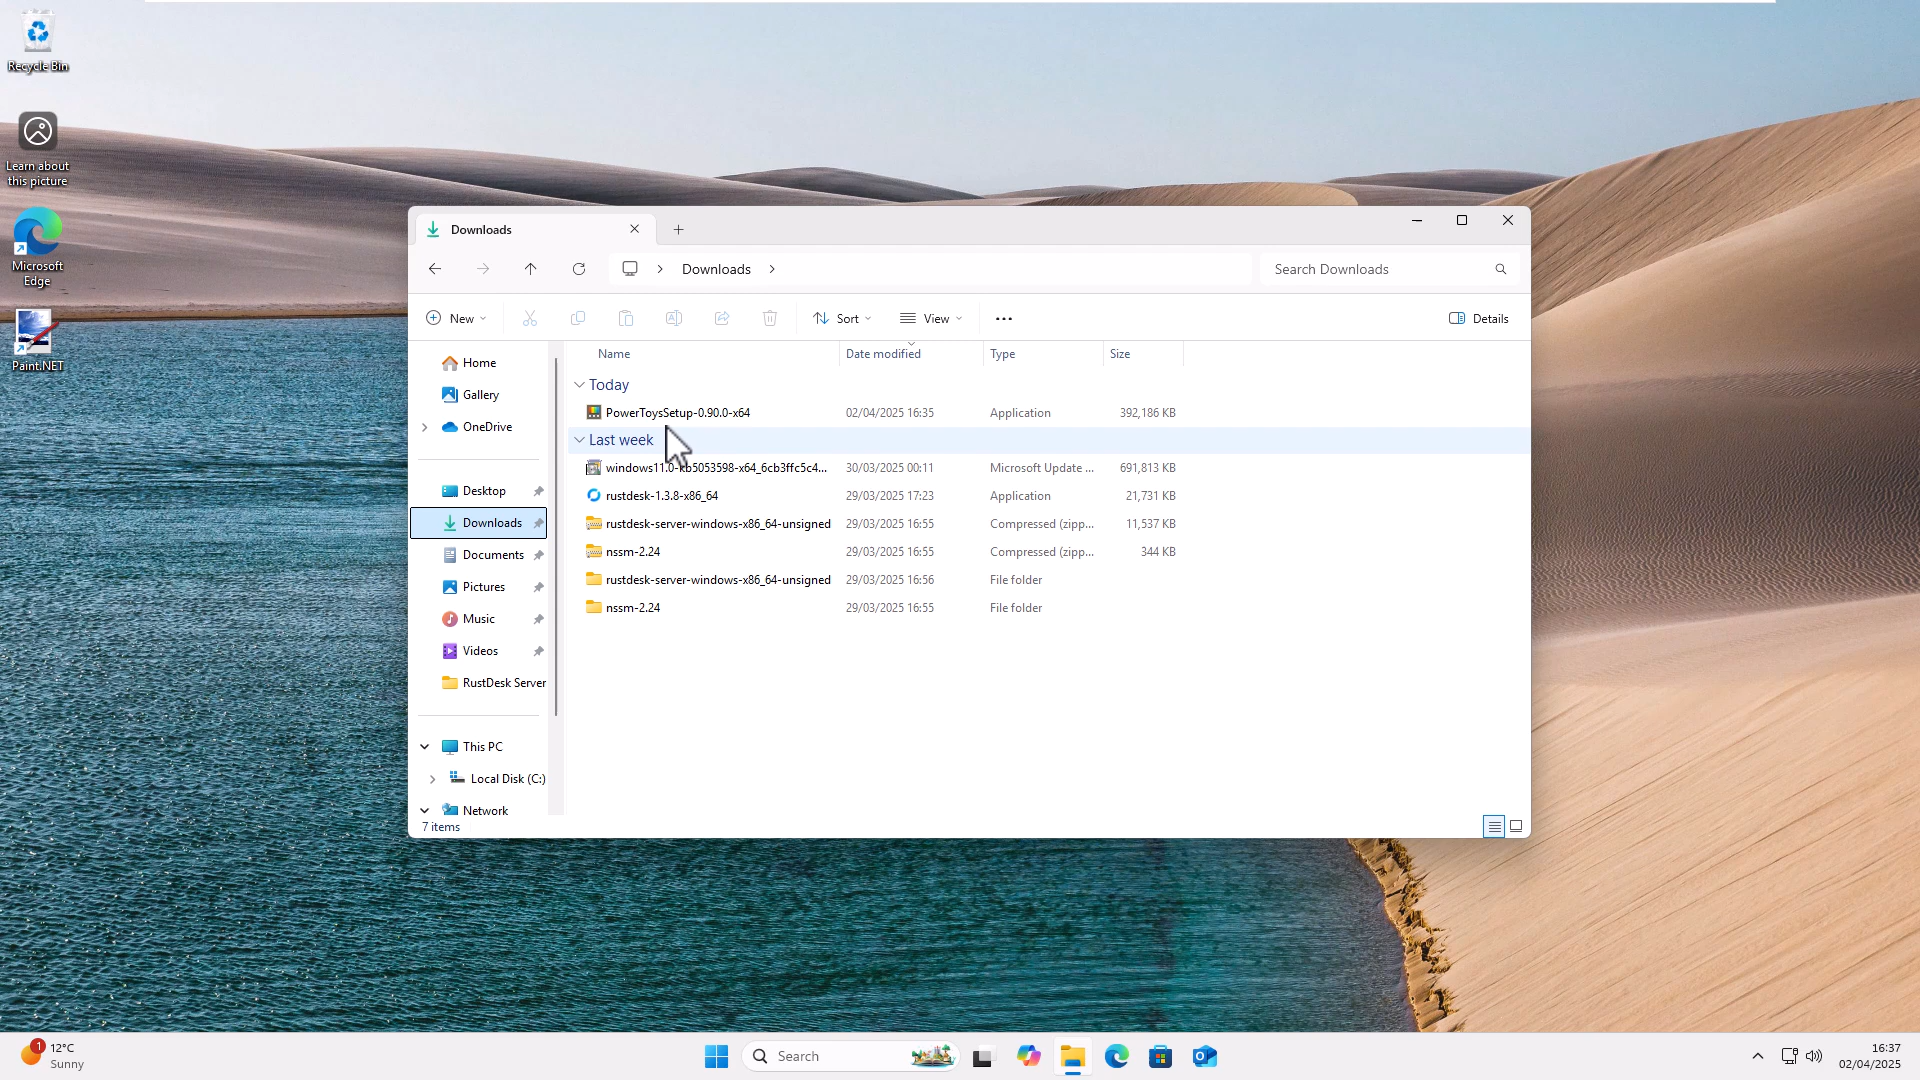 Recycle Bin
Learn about
this picture
Microsoft
Edge
Paint.NET
Downloads
Downloads
Search Downloads
New
Sort
View
Details
Name Date modified Type Size
Today
PowerToysSetup-0.90.0-x64 02/04/2025 16:35 Application 392,186 KB
Last week
windows11.0-kb5053598-x64_6cb3ffc5c4... 30/03/2025 00:11 Microsoft Update ... 691,813 KB
rustdesk-1.3.8-x86_64 29/03/2025 17:23 Application 21,731 KB
rustdesk-server-windows-x86_64-unsigned 29/03/2025 16:55 Compressed (zipp... 11,537 KB
nssm-2.24 29/03/2025 16:55 Compressed (zipp... 344 KB
rustdesk-server-windows-x86_64-unsigned 29/03/2025 16:56 File folder
nssm-2.24 29/03/2025 16:55 File folder
Home
Gallery
OneDrive
Desktop
Downloads
Documents
Pictures
Music
Videos
RustDesk Server
This PC
Local Disk (C:)
Network
7 items
1
12°C
Sunny
Search
16:37
02/04/2025